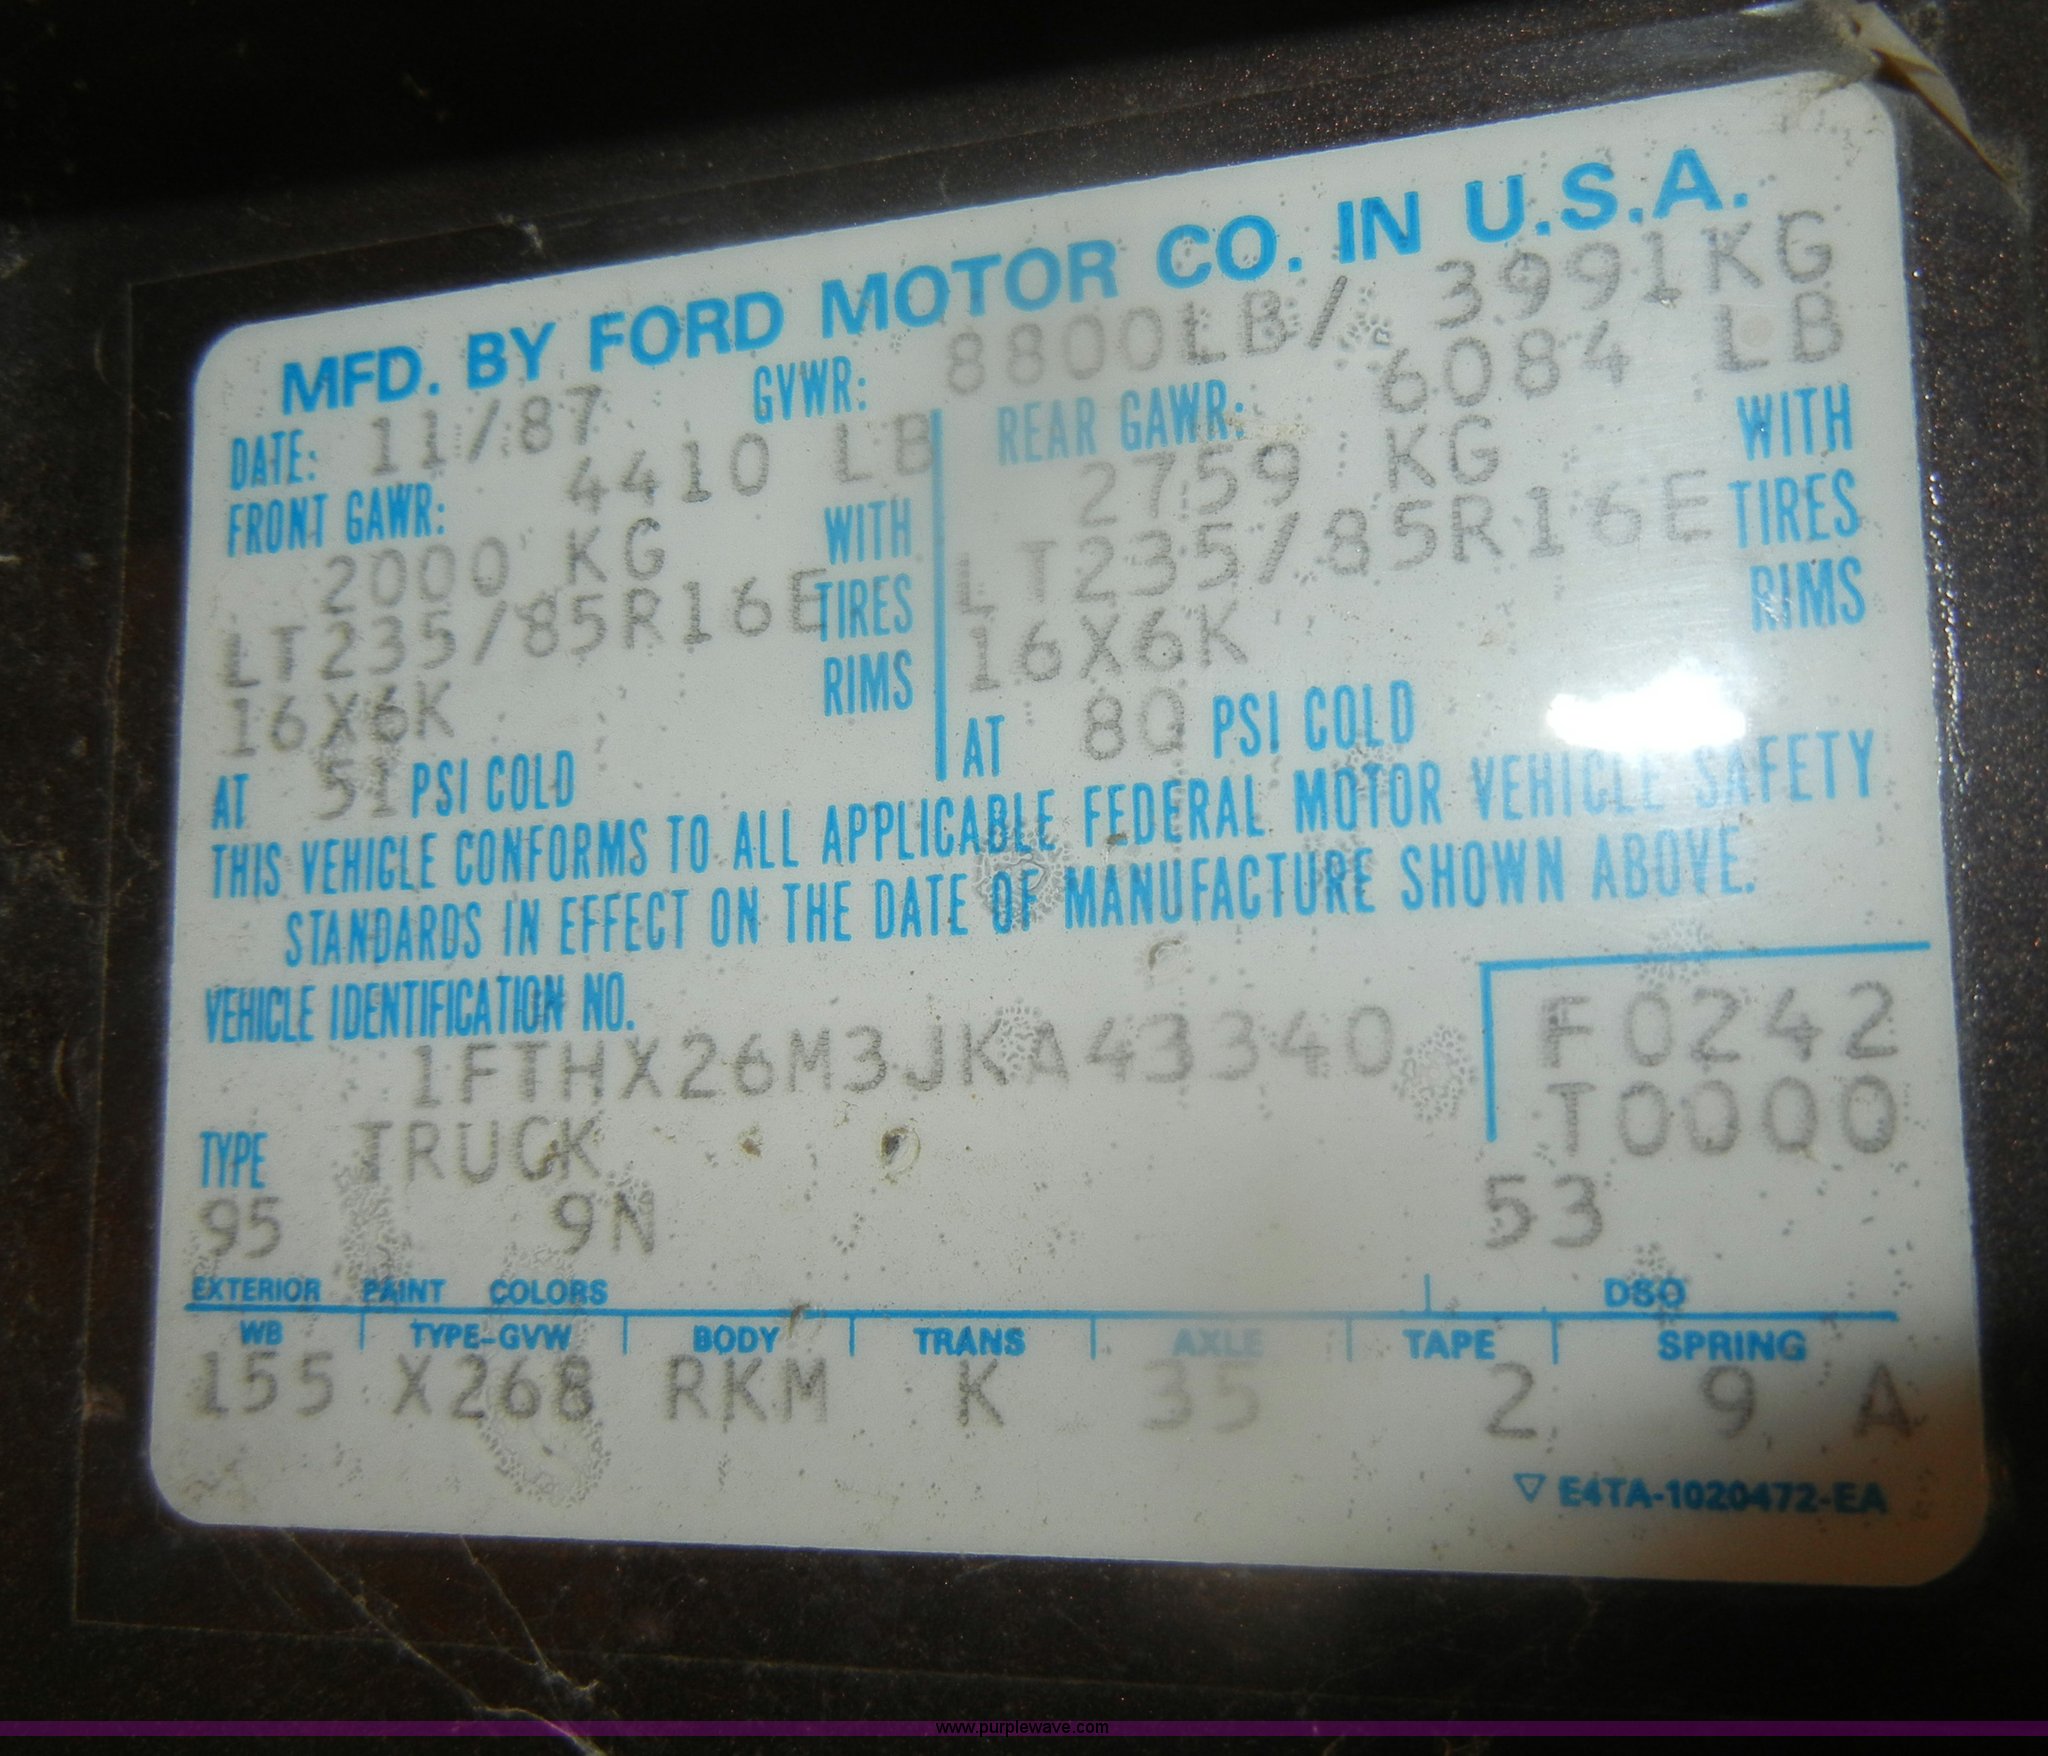 MFD. BY FORD MOTOR CO. IN U.S.A.
DATE: 11/87 GVWR: 8800LB/ 3991KG
FRONT GAWR: 4410 LB
2000 KG WITH
LT235/85R16E TIRES
16X6K RIMS
AT 51 PSI COLD
REAR GAWR: 6084 LB
2759 KG WITH
LT235/85R16E TIRES
16X6K RIMS
AT 80 PSI COLD
THIS VEHICLE CONFORMS TO ALL APPLICABLE FEDERAL MOTOR VEHICLE SAFETY
STANDARDS IN EFFECT ON THE DATE OF MANUFACTURE SHOWN ABOVE.
VEHICLE IDENTIFICATION NO.
1FTHX26M3JKA43340
F0242
T0000
TYPE TRUCK
95 9N 53
EXTERIOR PAINT COLORS DSO
WB TYPE-GVW BODY TRANS AXLE TAPE SPRING
155 X268 RKM K 35 2 9 A
▽ E4TA-1020472-EA
www.purplewave.com